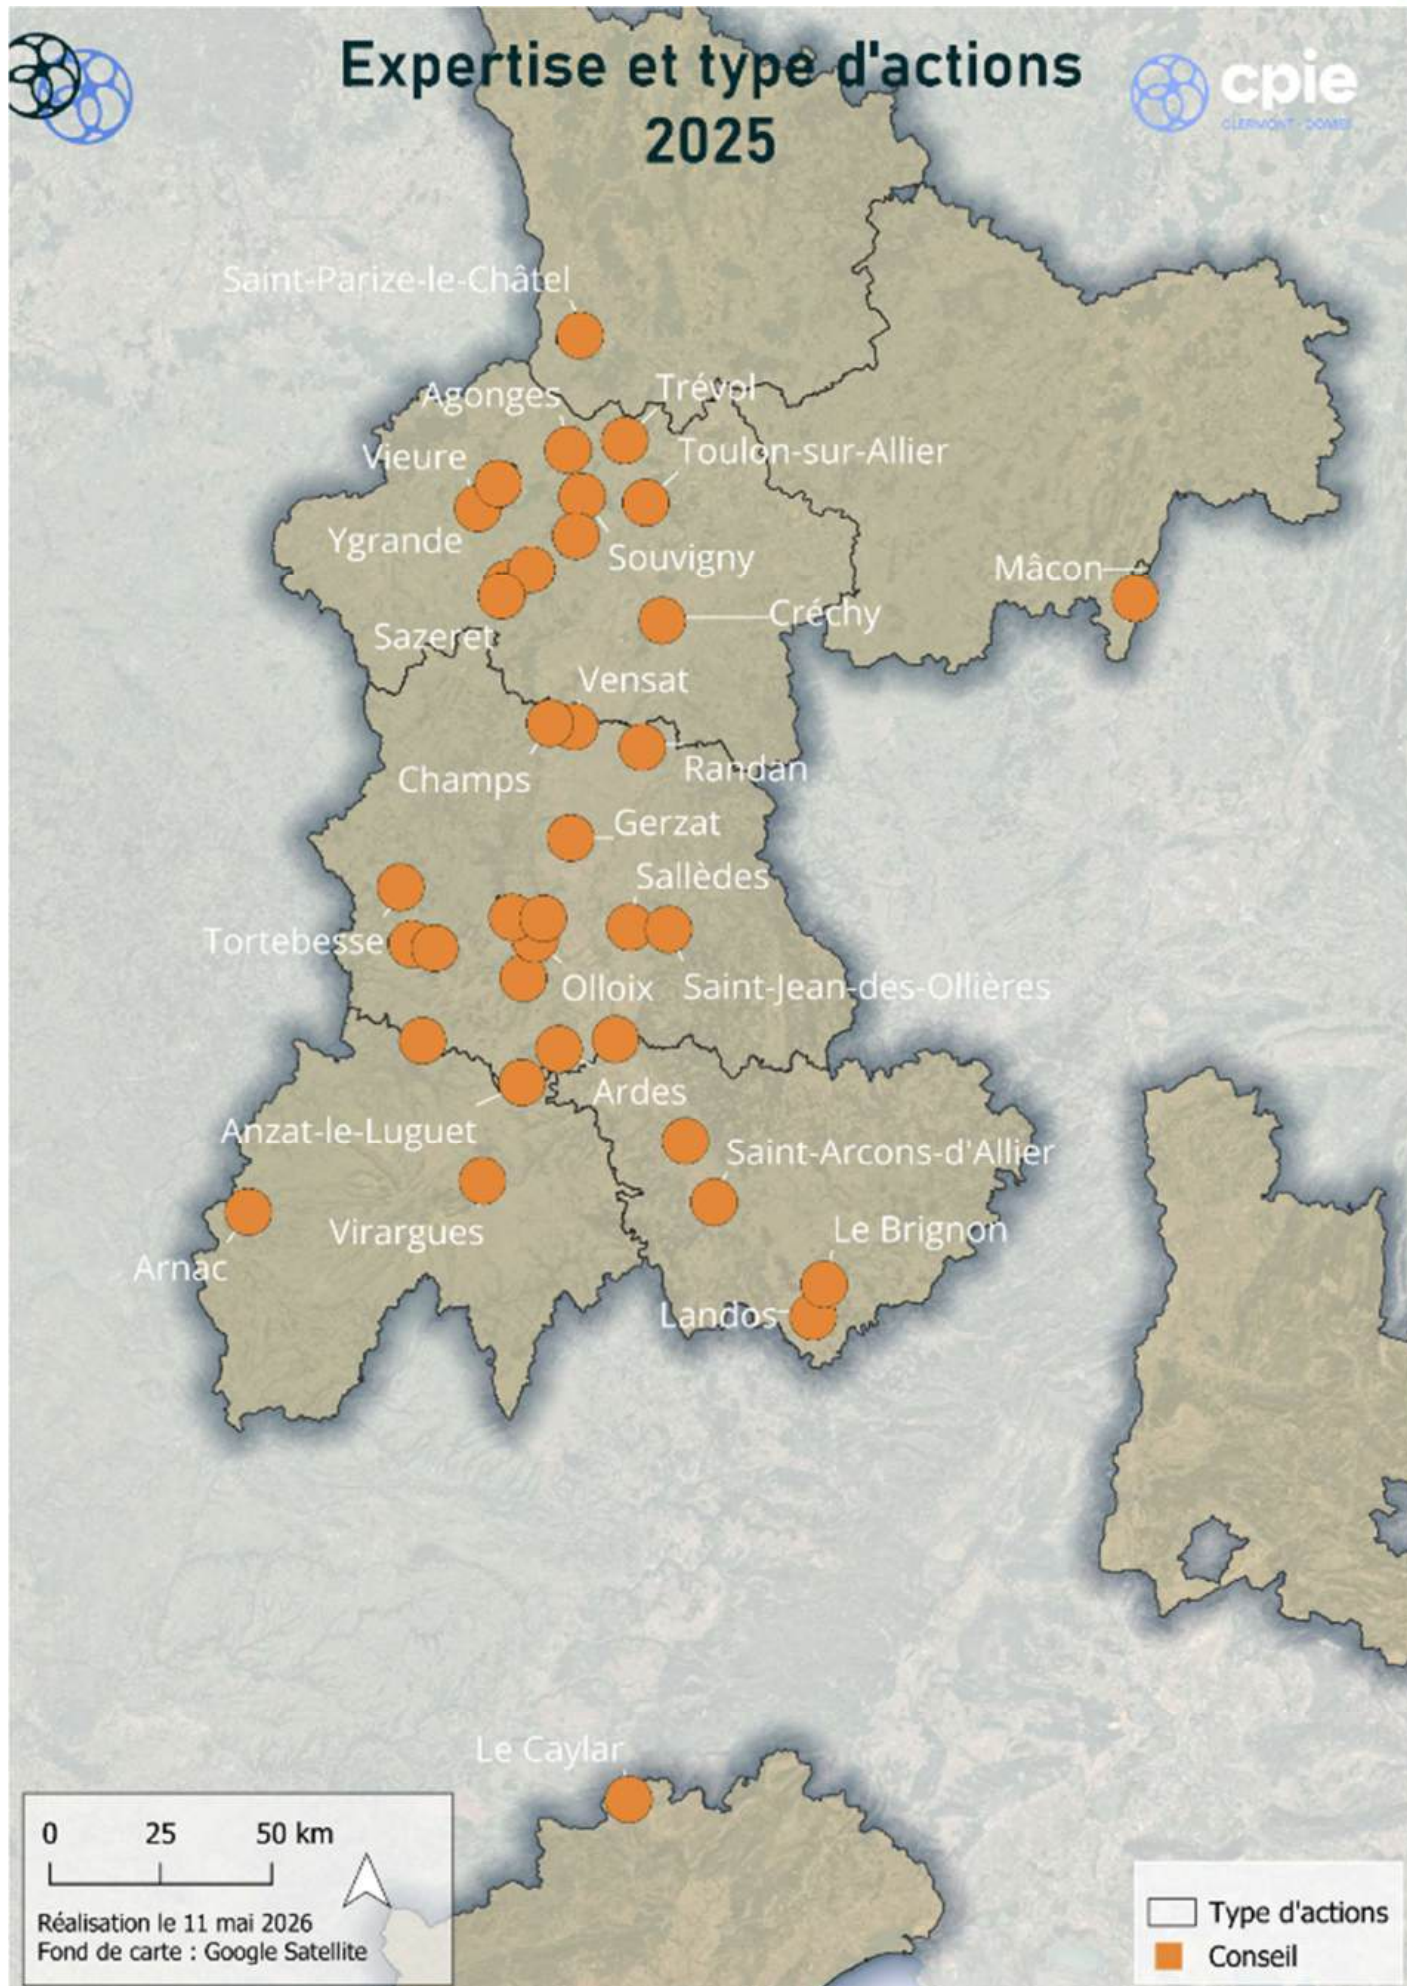 Expertise et type d'actions
2025
cpie
CLERMONT - DOMES
Saint-Parize-le-Châtel
Agonges
Trévol
Vieure
Toulon-sur-Allier
Ygrande
Souvigny
Mâcon
Créchy
Sazeret
Vensat
Champs
Randan
Gerzat
Sallèdes
Tortebesse
Olloix
Saint-Jean-des-Ollières
Ardes
Anzat-le-Luguet
Saint-Arcons-d'Allier
Virargues
Le Brignon
Arnac
Landos
Le Caylar
0 25 50 km
Réalisation le 11 mai 2026
Fond de carte : Google Satellite
Type d'actions
Conseil